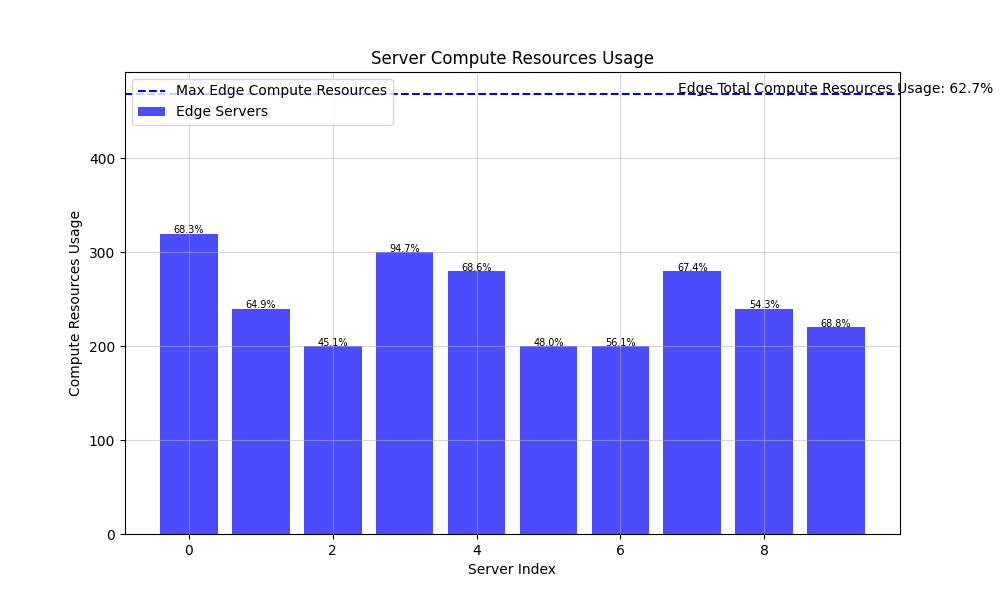 Server Compute Resources Usage
Max Edge Compute Resources
Edge Servers
Edge Total Compute Resources Usage: 62.7%
Compute Resources Usage
400
300
200
100
0
68.3%
64.9%
45.1%
94.7%
68.6%
48.0%
56.1%
67.4%
54.3%
68.8%
0 2 4 6 8
Server Index